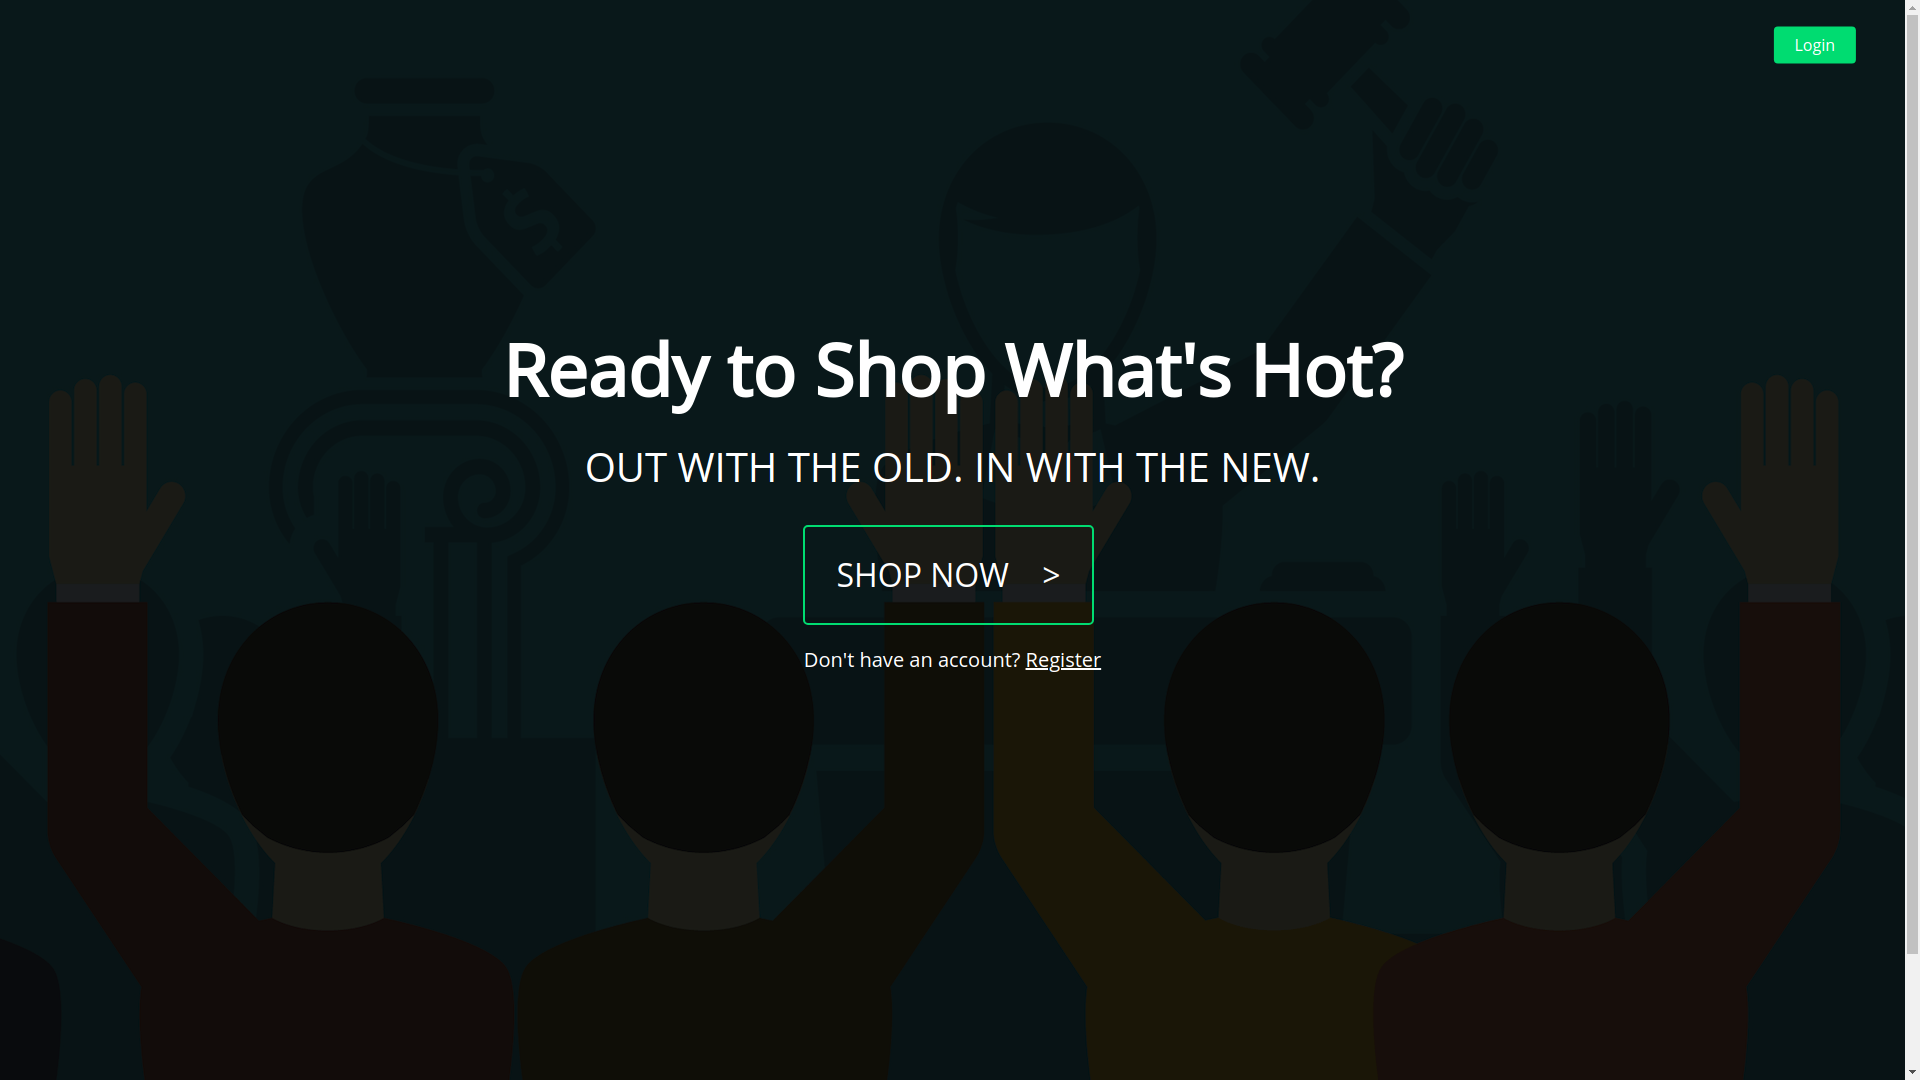 Login
$
Ready to Shop What's Hot?
OUT WITH THE OLD. IN WITH THE NEW.
SHOP NOW >
Don't have an account? Register